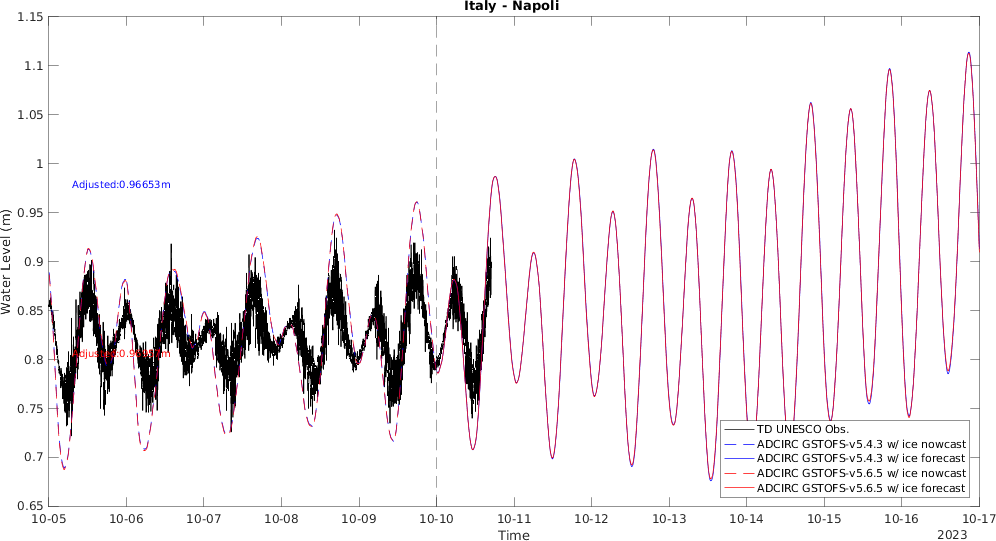 Italy - Napoli
1.15
1.1
1.05
1
0.95
0.9
0.85
0.8
0.75
0.7
0.65
Water Level (m)
Adjusted:0.96653m
TD UNESCO Obs.
ADCIRC GSTOFS-v5.4.3 w/ ice nowcast
ADCIRC GSTOFS-v5.4.3 w/ ice forecast
ADCIRC GSTOFS-v5.6.5 w/ ice nowcast
ADCIRC GSTOFS-v5.6.5 w/ ice forecast
10-05 10-06 10-07 10-08 10-09 10-10 10-11 10-12 10-13 10-14 10-15 10-16 10-17
Time
2023